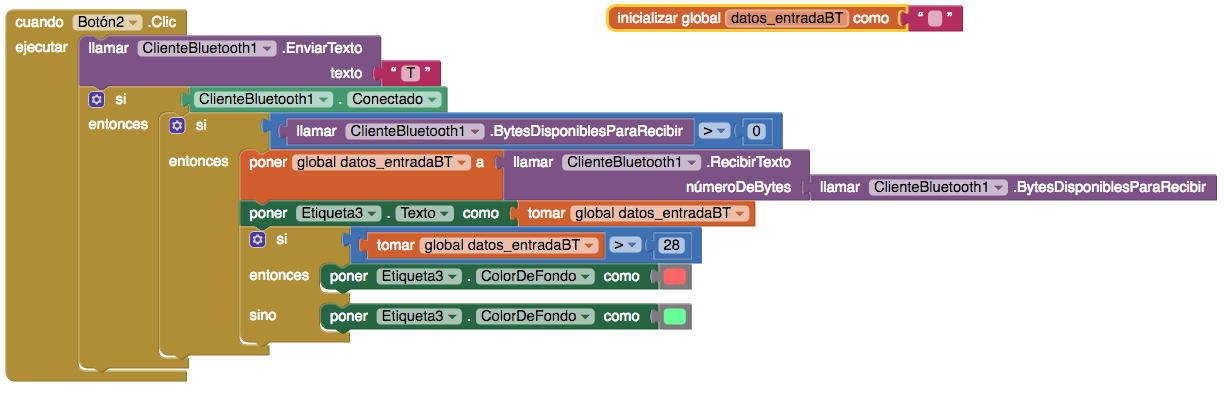 cuando Botón2 .Clic
inicializar global datos_entradaBT como “ ”
ejecutar llamar ClienteBluetooth1 .EnviarTexto
texto “ T ”
si ClienteBluetooth1 . Conectado
entonces si llamar ClienteBluetooth1 .BytesDisponiblesParaRecibir > 0
entonces poner global datos_entradaBT a llamar ClienteBluetooth1 .RecibirTexto
númeroDeBytes llamar ClienteBluetooth1 .BytesDisponiblesParaRecibir
poner Etiqueta3 . Texto como tomar global datos_entradaBT
si tomar global datos_entradaBT > 28
entonces poner Etiqueta3 . ColorDeFondo como
sino poner Etiqueta3 . ColorDeFondo como